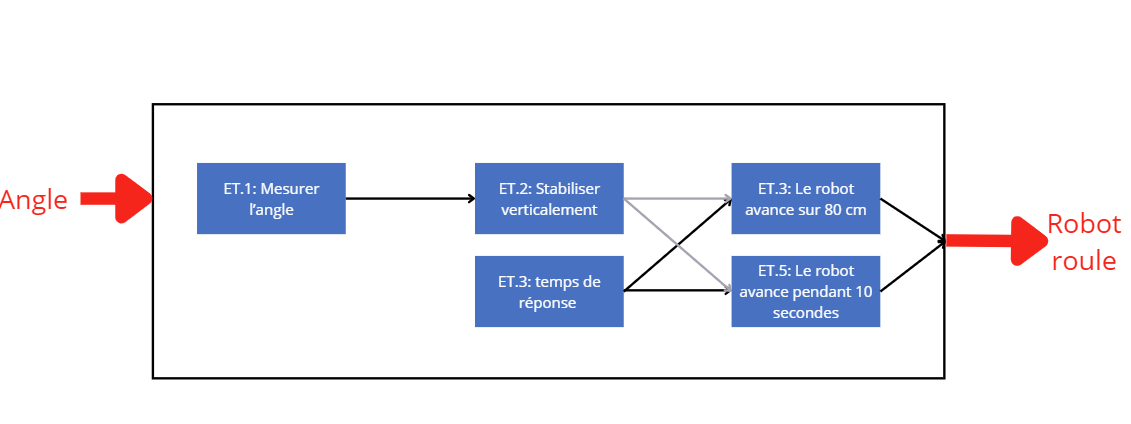 Angle
ET.1: Mesurer
l'angle
ET.2: Stabiliser
verticalement
ET.3: temps de
réponse
ET.3: Le robot
avance sur 80 cm
ET.5: Le robot
avance pendant 10
secondes
Robot
roule